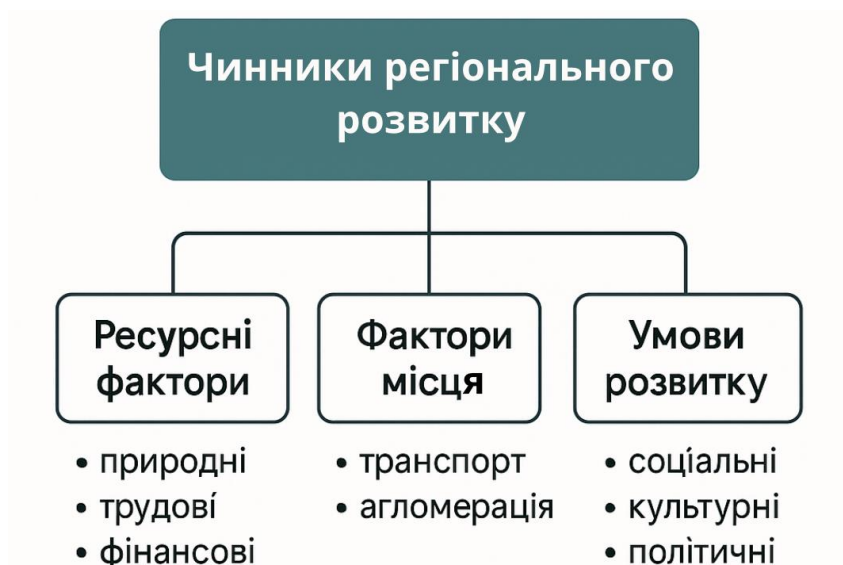 Чинники регіонального
розвитку
Ресурсні
фактори
• природні
• трудові
• фінансові
Фактори
місця
• транспорт
• агломерація
Умови
розвитку
• соціальні
• культурні
• політичні